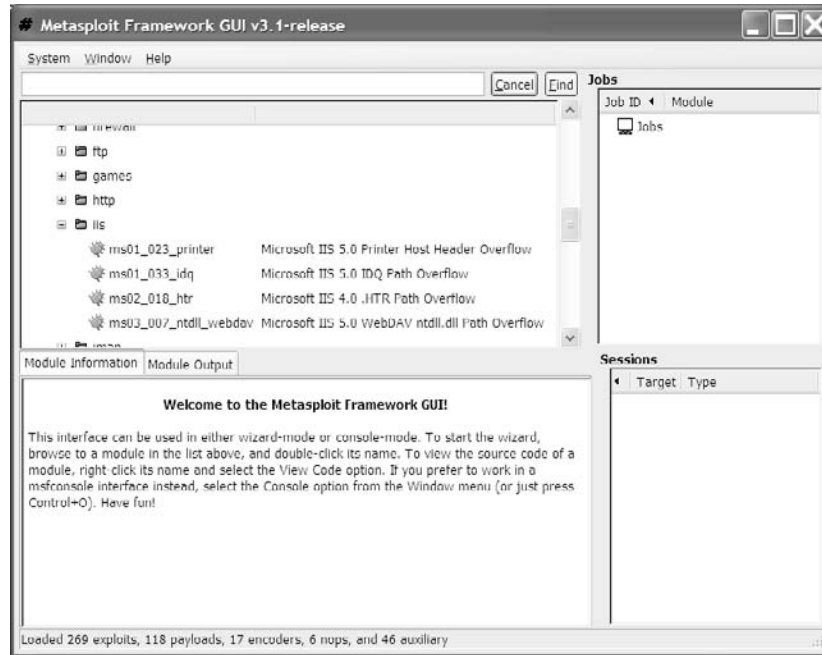 # Metasploit Framework GUI v3.1-release
System Window Help
Cancel Find
firewall
ftp
games
http
iis
ms01_023_printer Microsoft IIS 5.0 Printer Host Header Overflow
ms01_033_idq Microsoft IIS 5.0 IDQ Path Overflow
ms02_018_htr Microsoft IIS 4.0 .HTR Path Overflow
ms03_007_ntdll_webdav Microsoft IIS 5.0 WebDAV ntdll.dll Path Overflow
imap
Jobs
Job ID Module
Jobs
Module Information Module Output
Welcome to the Metasploit Framework GUI!
This interface can be used in either wizard-mode or console-mode. To start the wizard,
browse to a module in the list above, and double-click its name. To view the source code of a
module, right-click its name and select the View Code option. If you prefer to work in a
msfconsole interface instead, select the Console option from the Window menu (or just press
Control+O). Have fun!
Sessions
Target Type
Loaded 269 exploits, 118 payloads, 17 encoders, 6 nops, and 46 auxiliary